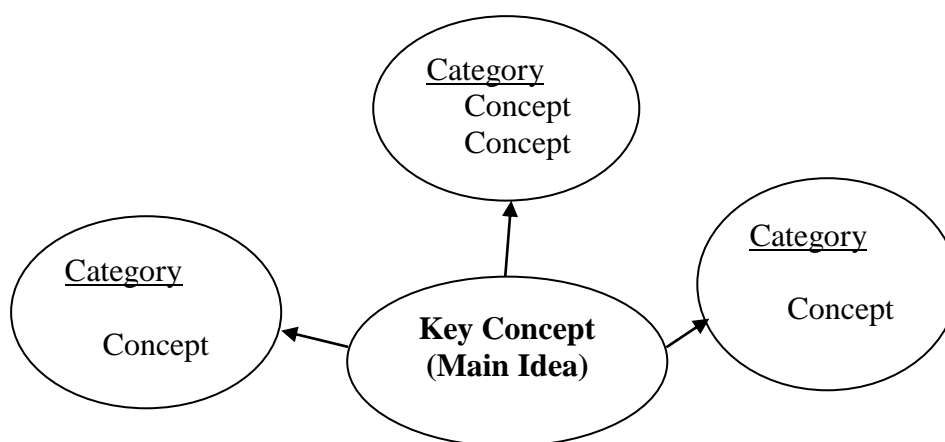 Category
Concept
Concept
Category
Concept
Category
Concept
Key Concept
(Main Idea)